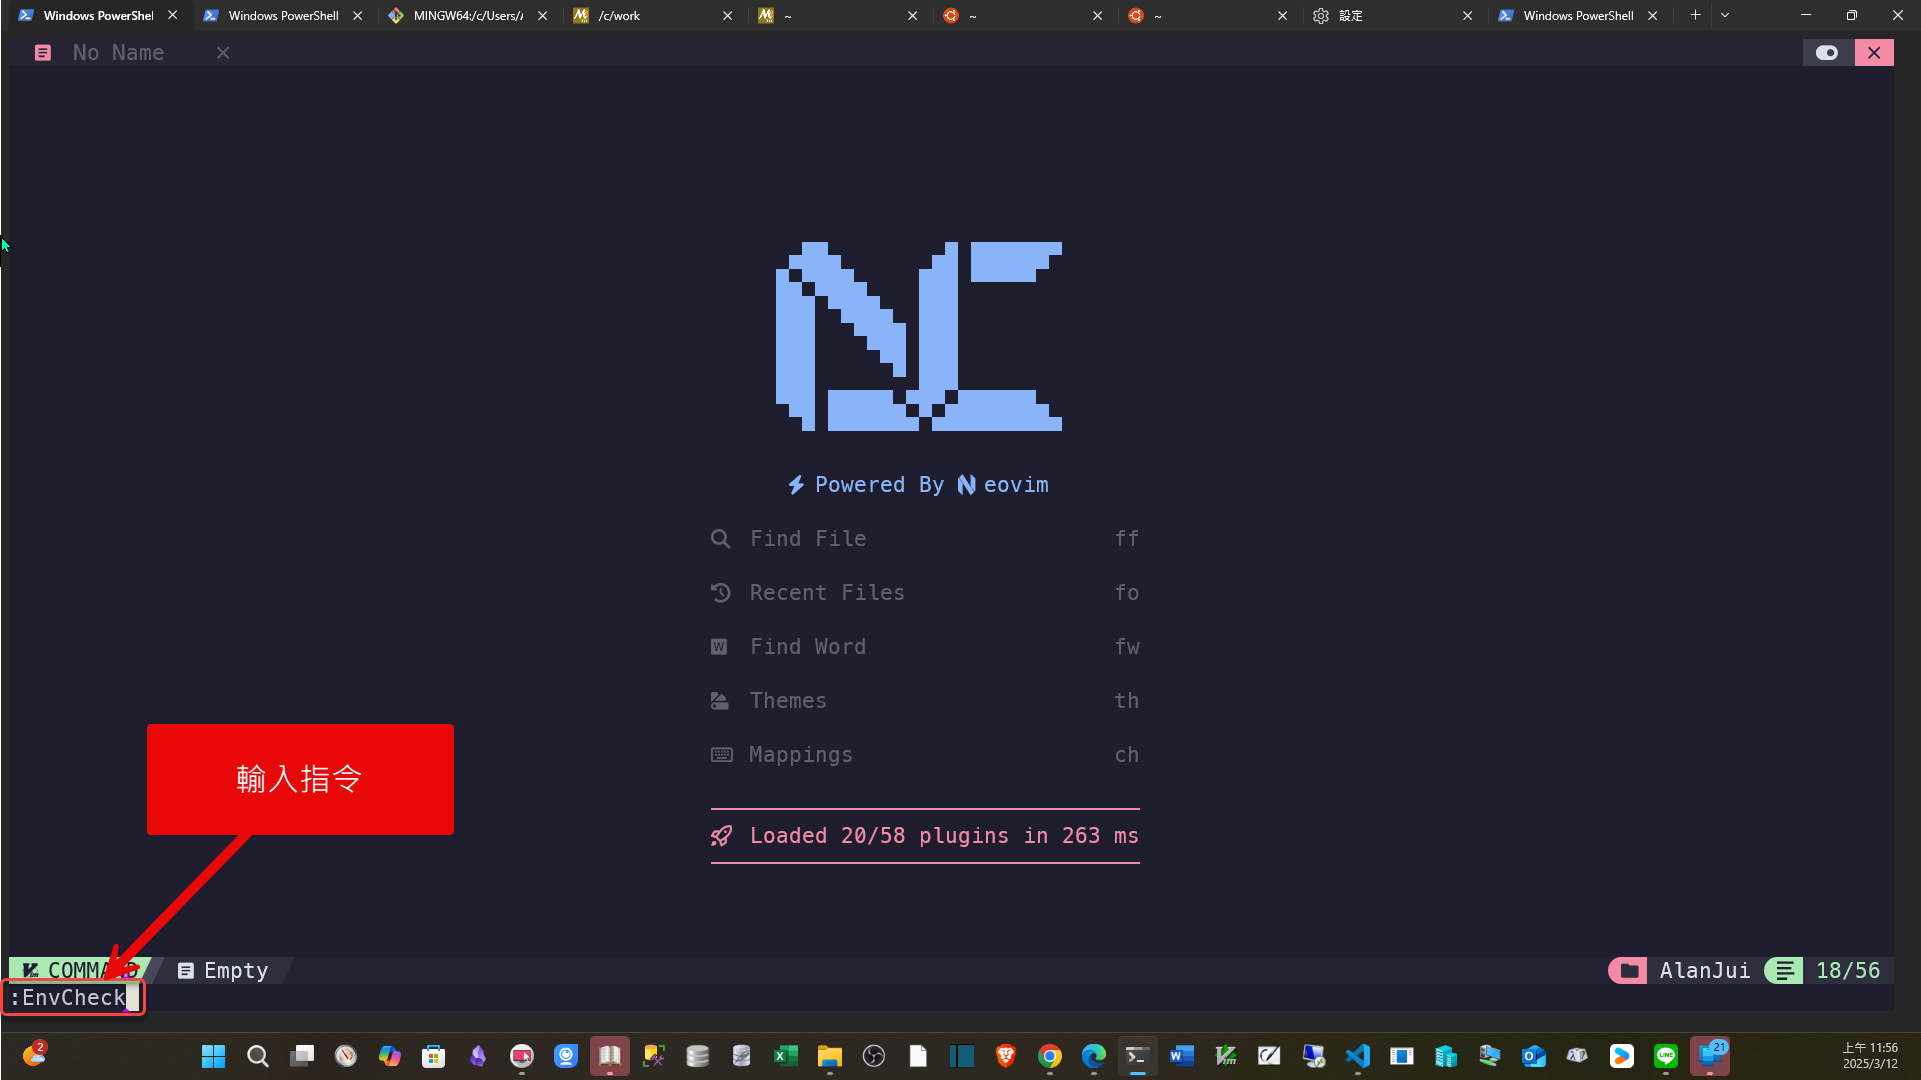 Windows PowerShel
Windows PowerShell
MINGW64:/c/Users/
/c/work
~
~
~
設定
Windows PowerShell
No Name
Powered By eovim
Find File ff
Recent Files fo
Find Word fw
Themes th
Mappings ch
Loaded 20/58 plugins in 263 ms
輸入指令
COMMAND Empty AlanJui 18/56
:EnvCheck
2
21
上午 11:56
2025/3/12